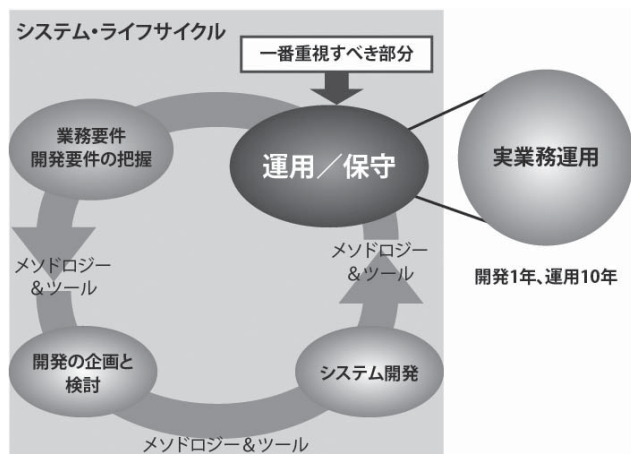 システム・ライフサイクル
一番重視すべき部分
業務要件
開発要件の把握
運用／保守
実業務運用
メソドロジー
＆ツール
メソドロジー
＆ツール
開発1年、運用10年
開発の企画と
検討
システム開発
メソドロジー＆ツール